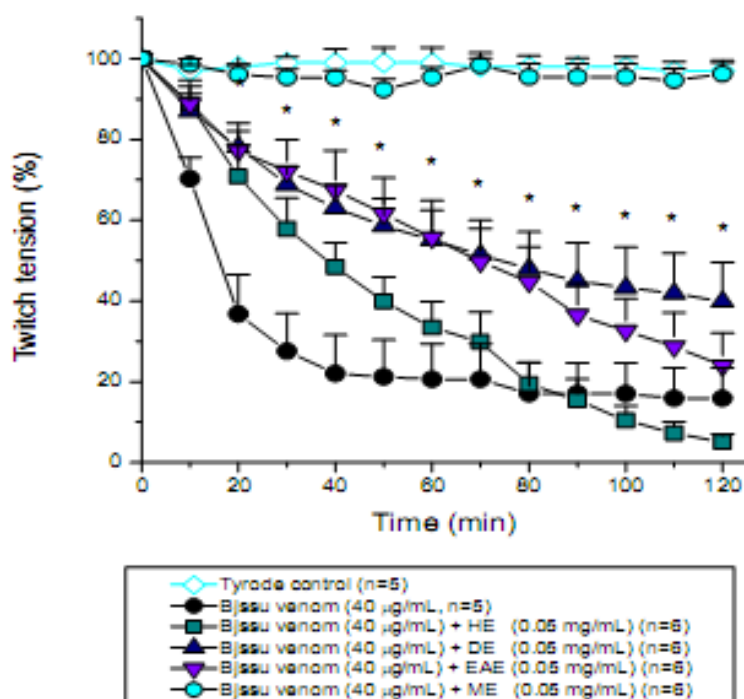 100
80
60
40
20
0
Twitch tension (%)
* * * * * * * * * * *
0 20 40 60 80 100 120
Time (min)
Tyrode control (n=5)
Bjssu venom (40 µg/mL, n=5)
Bjssu venom (40 µg/mL) + HE (0.05 mg/mL) (n=6)
Bjssu venom (40 µg/mL) + DE (0.05 mg/mL) (n=6)
Bjssu venom (40 µg/mL) + EAE (0.05 mg/mL) (n=6)
Bjssu venom (40 µg/mL) + ME (0.05 mg/mL) (n=6)